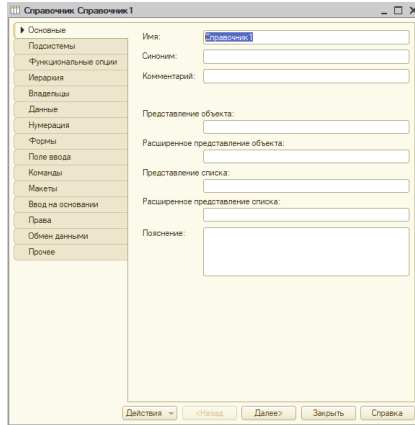 Справочник Справочник1
Основные
Подсистемы
Функциональные опции
Иерархия
Владельцы
Данные
Нумерация
Формы
Поле ввода
Команды
Макеты
Ввод на основании
Права
Обмен данными
Прочее
Имя: Справочник1
Синоним:
Комментарий:
Представление объекта:
Расширенное представление объекта:
Представление списка:
Расширенное представление списка:
Пояснение:
Действия <Назад Далее> Закрыть Справка